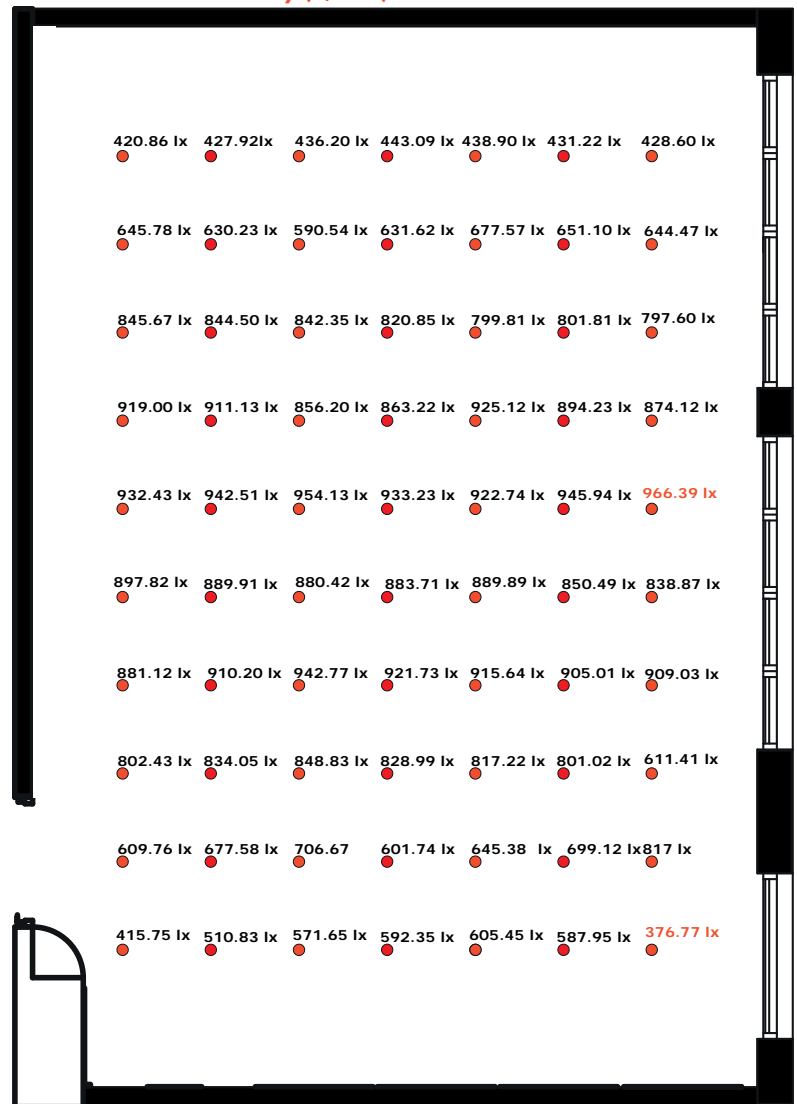 420.86 lx 427.92lx 436.20 lx 443.09 lx 438.90 lx 431.22 lx 428.60 lx
645.78 lx 630.23 lx 590.54 lx 631.62 lx 677.57 lx 651.10 lx 644.47 lx
845.67 lx 844.50 lx 842.35 lx 820.85 lx 799.81 lx 801.81 lx 797.60 lx
919.00 lx 911.13 lx 856.20 lx 863.22 lx 925.12 lx 894.23 lx 874.12 lx
932.43 lx 942.51 lx 954.13 lx 933.23 lx 922.74 lx 945.94 lx 966.39 lx
897.82 lx 889.91 lx 880.42 lx 883.71 lx 889.89 lx 850.49 lx 838.87 lx
881.12 lx 910.20 lx 942.77 lx 921.73 lx 915.64 lx 905.01 lx 909.03 lx
802.43 lx 834.05 lx 848.83 lx 828.99 lx 817.22 lx 801.02 lx 611.41 lx
609.76 lx 677.58 lx 706.67 601.74 lx 645.38 lx 699.12 lx 817 lx
415.75 lx 510.83 lx 571.65 lx 592.35 lx 605.45 lx 587.95 lx 376.77 lx